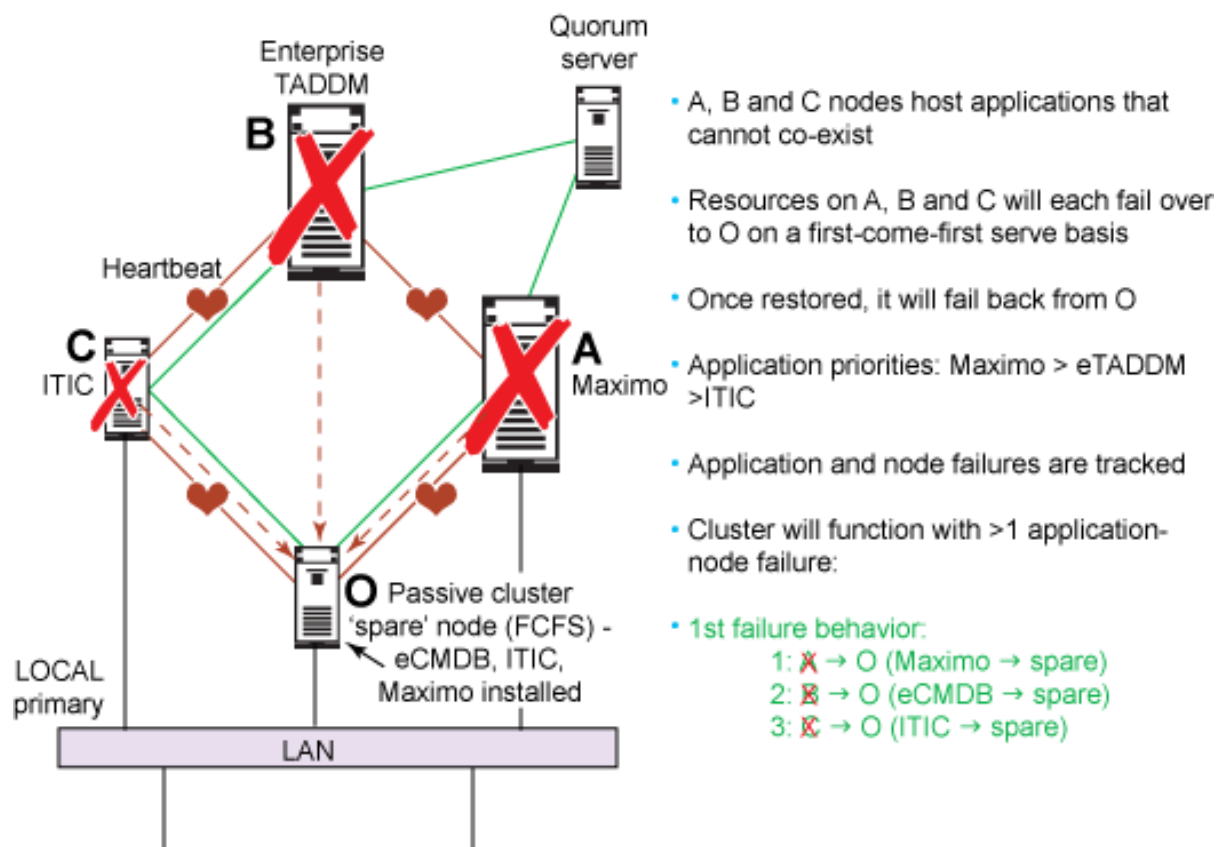 Quorum
server
Enterprise
TADDM
B
Heartbeat
C
ITIC
A
Maximo
O Passive cluster
'spare' node (FCFS) -
eCMDB, ITIC,
Maximo installed
LOCAL
primary
LAN
• A, B and C nodes host applications that
cannot co-exist
• Resources on A, B and C will each fail over
to O on a first-come-first serve basis
• Once restored, it will fail back from O
• Application priorities: Maximo > eTADDM
>ITIC
• Application and node failures are tracked
• Cluster will function with >1 application-
node failure:
• 1st failure behavior:
1: A → O (Maximo → spare)
2: B → O (eCMDB → spare)
3: C → O (ITIC → spare)